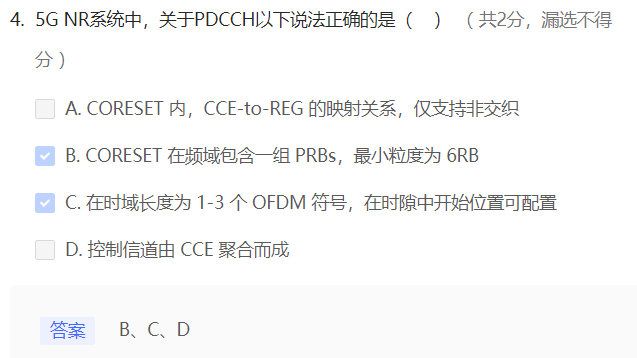 4. 5G NR系统中，关于PDCCH以下说法正确的是（　）（ 共2分，漏选不得
分 ）
A. CORESET 内，CCE-to-REG 的映射关系，仅支持非交织
B. CORESET 在频域包含一组 PRBs，最小粒度为 6RB
C. 在时域长度为 1-3 个 OFDM 符号，在时隙中开始位置可配置
D. 控制信道由 CCE 聚合而成
答案 B、C、D